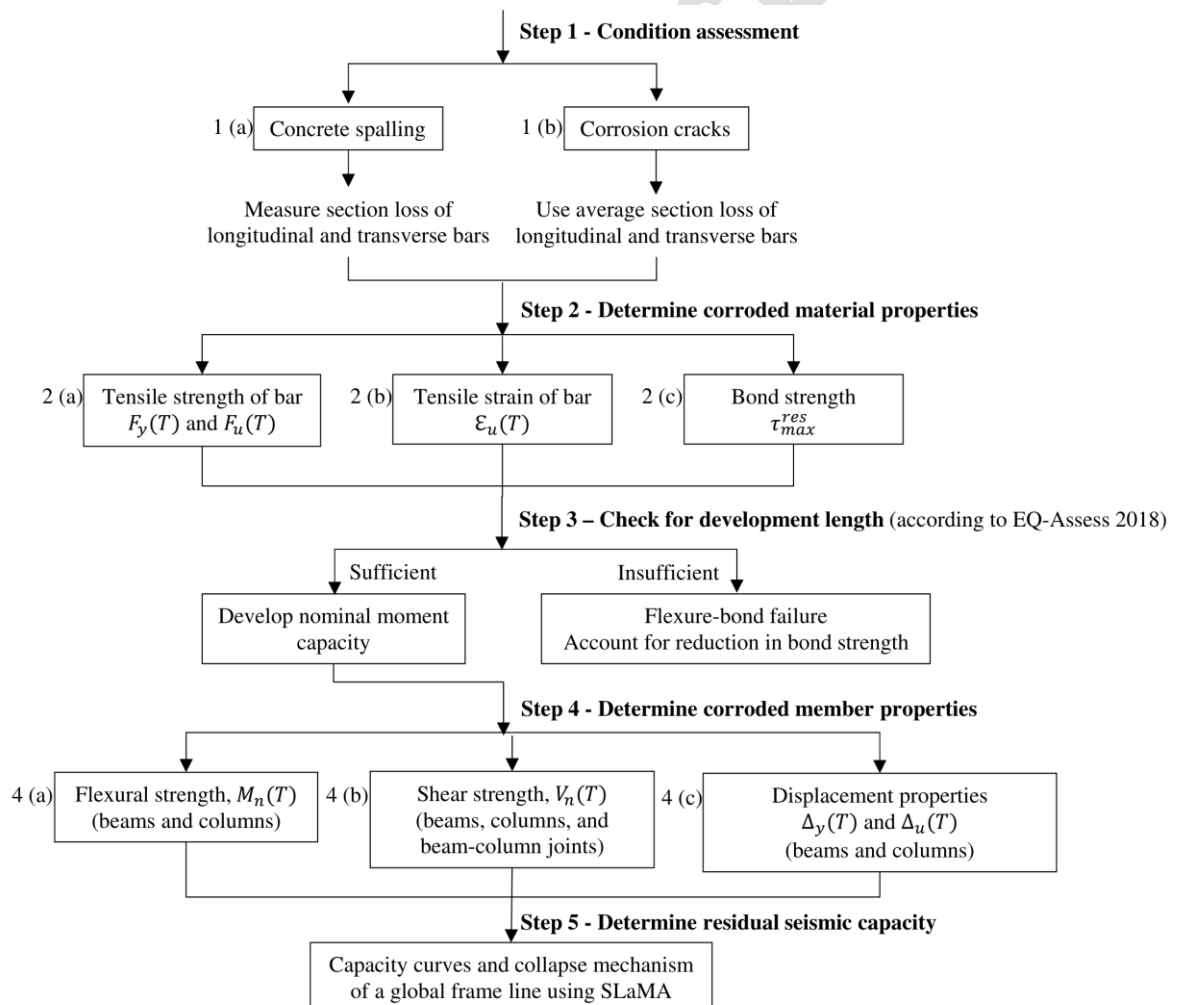 Step 1 - Condition assessment
1 (a)
Concrete spalling
1 (b)
Corrosion cracks
Measure section loss of
longitudinal and transverse bars
Use average section loss of
longitudinal and transverse bars
Step 2 - Determine corroded material properties
2 (a)
Tensile strength of bar
F_y(T) and F_u(T)
2 (b)
Tensile strain of bar
Ɛ_u(T)
2 (c)
Bond strength
τ_max^res
Step 3 – Check for development length (according to EQ-Assess 2018)
Sufficient
Insufficient
Develop nominal moment
capacity
Flexure-bond failure
Account for reduction in bond strength
Step 4 - Determine corroded member properties
4 (a)
Flexural strength, M_n(T)
(beams and columns)
4 (b)
Shear strength, V_n(T)
(beams, columns, and
beam-column joints)
4 (c)
Displacement properties
Δ_y(T) and Δ_u(T)
(beams and columns)
Step 5 - Determine residual seismic capacity
Capacity curves and collapse mechanism
of a global frame line using SLaMA